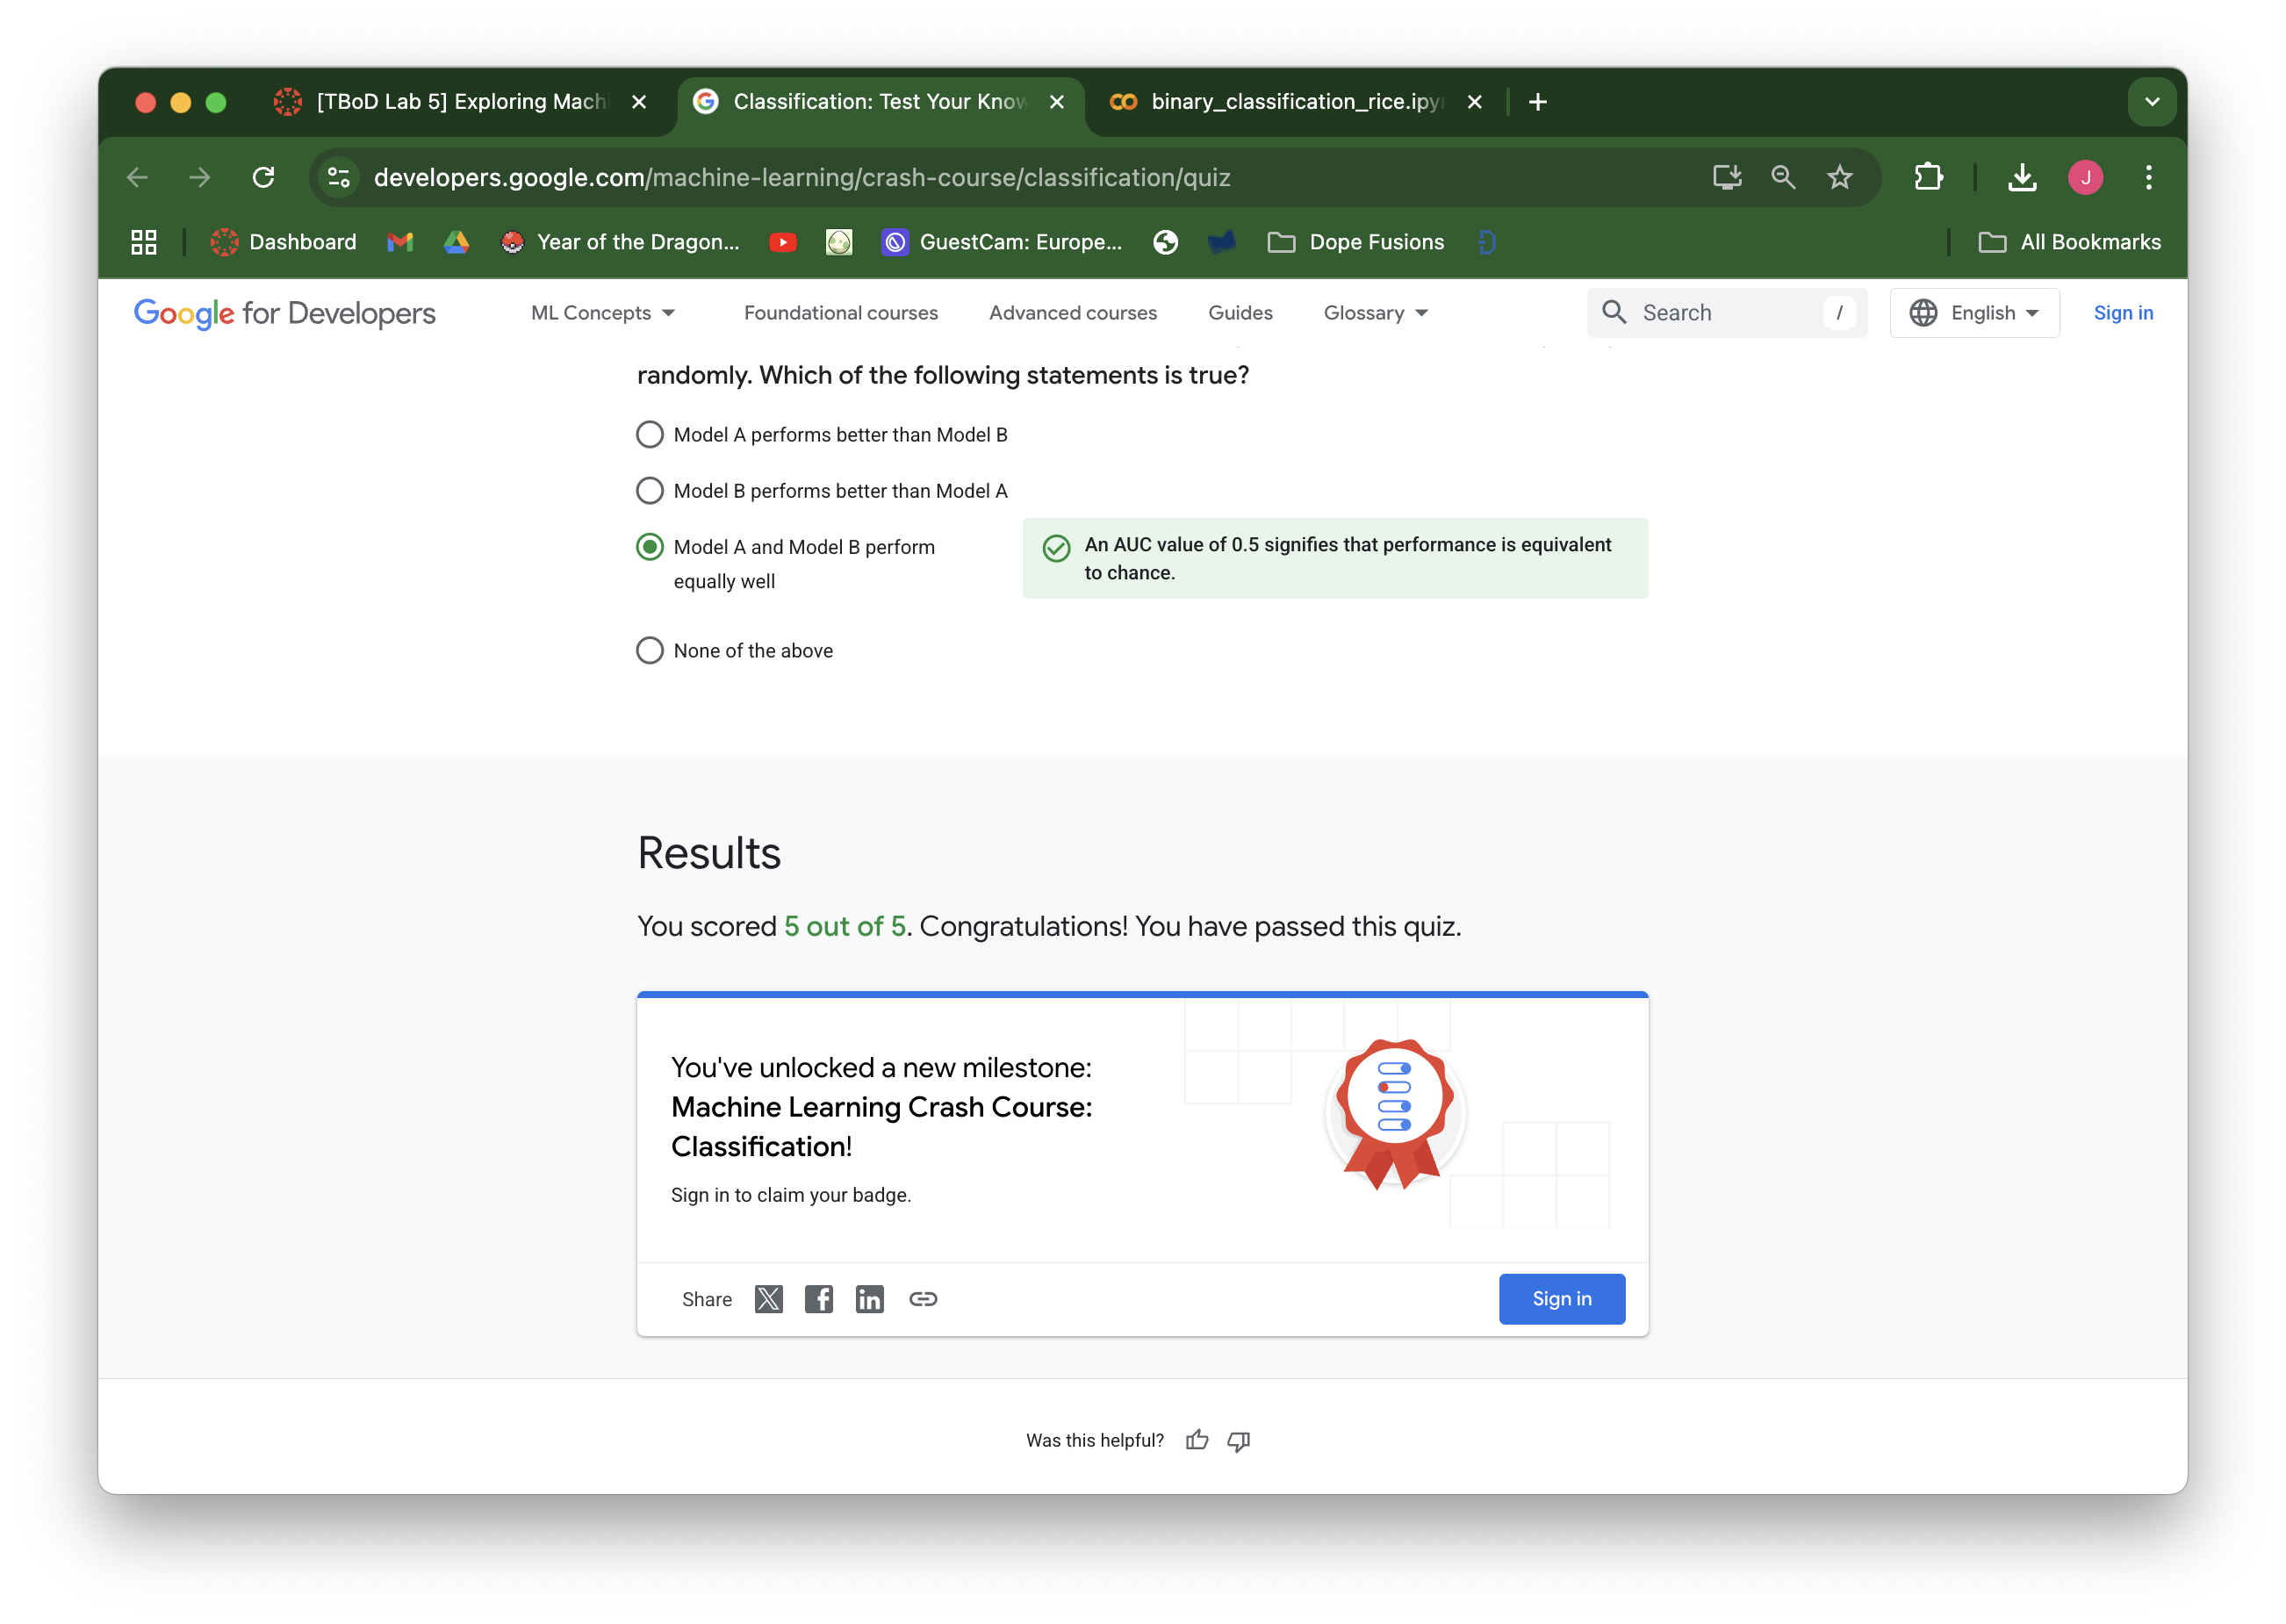 [TBoD Lab 5] Exploring Machi
Classification: Test Your Know
binary_classification_rice.ipyn
developers.google.com/machine-learning/crash-course/classification/quiz
J
Dashboard
Year of the Dragon...
GuestCam: Europe...
Dope Fusions
All Bookmarks
Google for Developers
ML Concepts
Foundational courses
Advanced courses
Guides
Glossary
Search
/
English
Sign in
randomly. Which of the following statements is true?
Model A performs better than Model B
Model B performs better than Model A
Model A and Model B perform
equally well
An AUC value of 0.5 signifies that performance is equivalent
to chance.
None of the above
Results
You scored 5 out of 5. Congratulations! You have passed this quiz.
You've unlocked a new milestone:
Machine Learning Crash Course:
Classification!
Sign in to claim your badge.
Share
Sign in
Was this helpful?